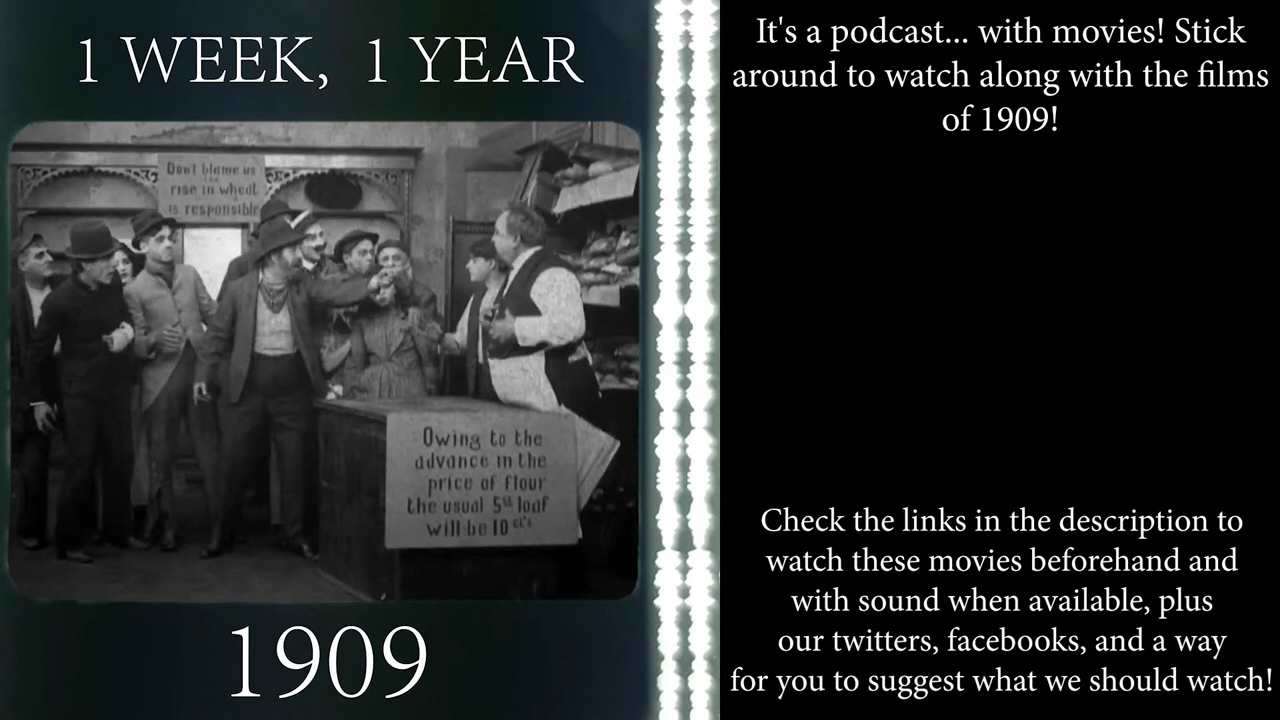 1 WEEK, 1 YEAR
Don't blame us
the
rise in wheat
is responsible
Owing to the
advance in the
price of flour
the usual 5ct loaf
will be 10 ct's
1909
It's a podcast... with movies! Stick
around to watch along with the films
of 1909!
Check the links in the description to
watch these movies beforehand and
with sound when available, plus
our twitters, facebooks, and a way
for you to suggest what we should watch!